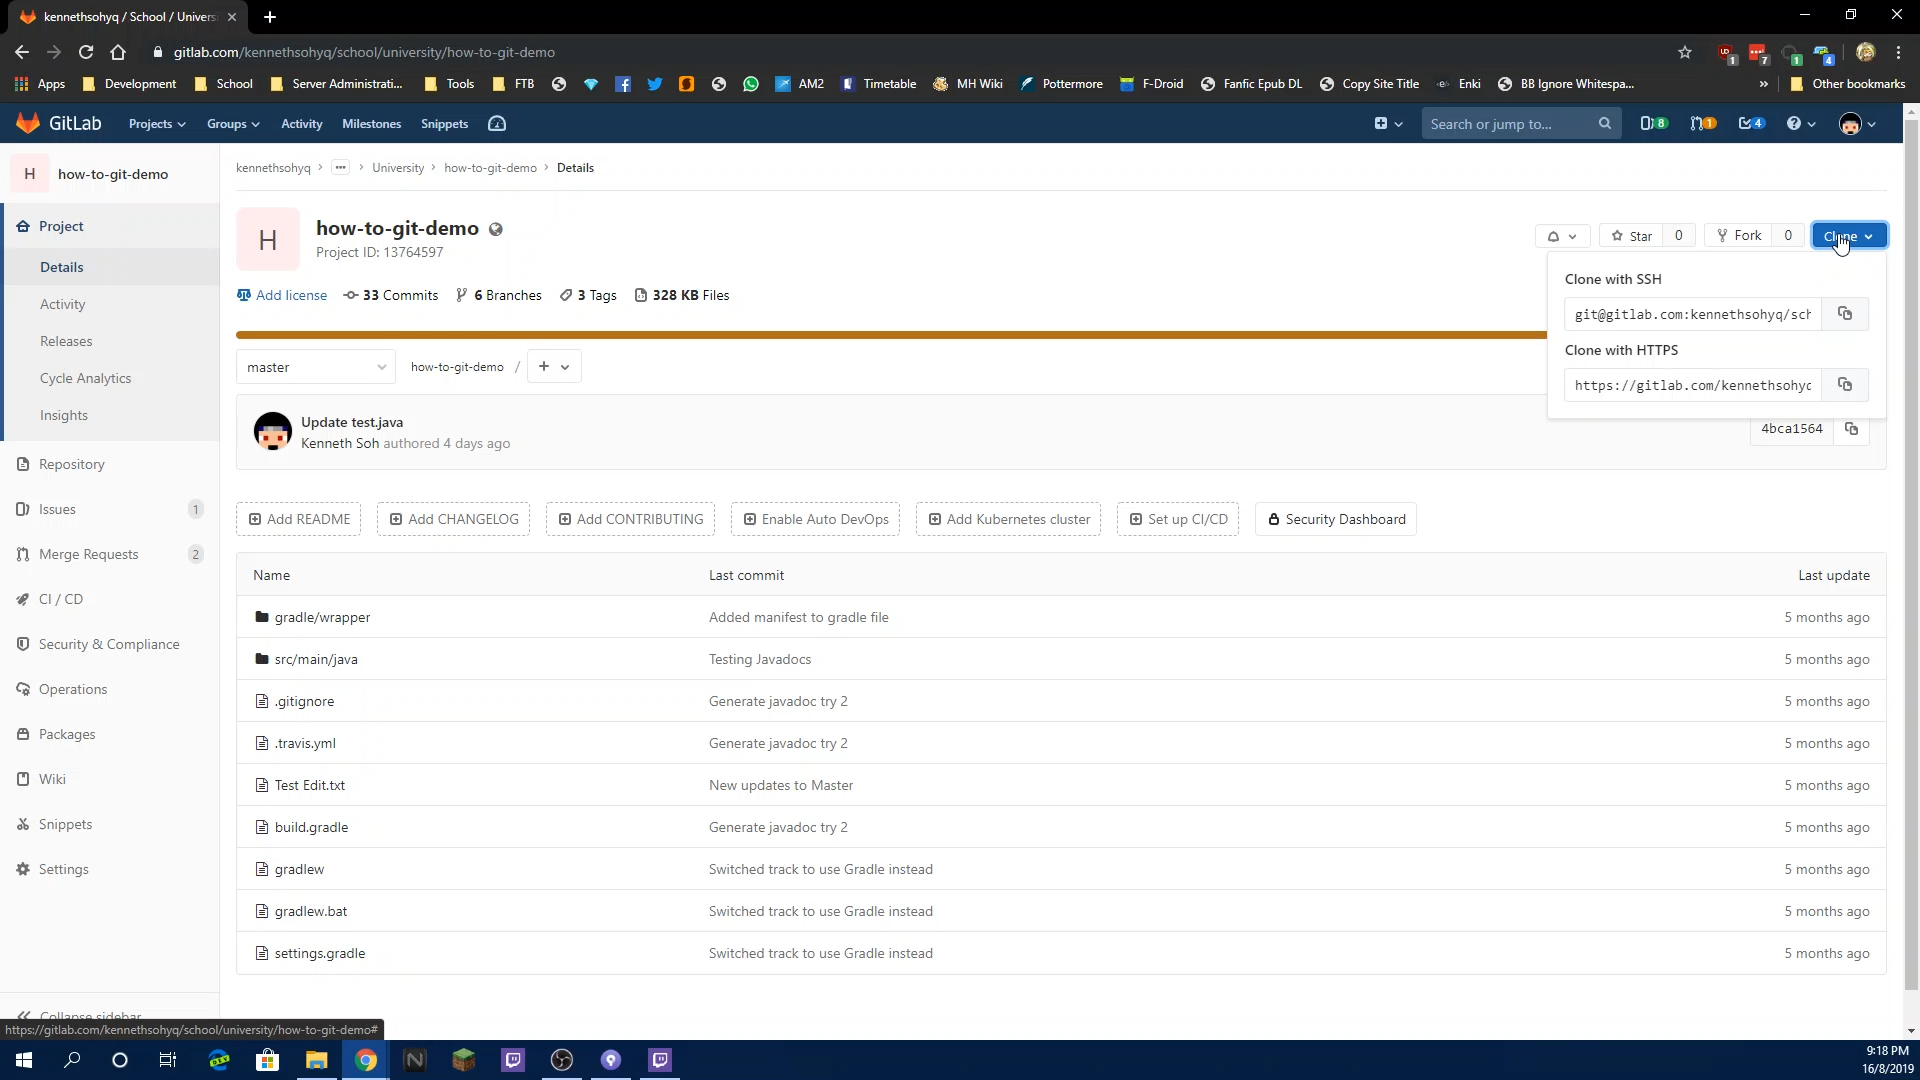 kennethsohyq / School / Univers
gitlab.com/kennethsohyq/school/university/how-to-git-demo
1
7
1
4
Apps
Development
School
Server Administrati...
Tools
FTB
AM2
Timetable
MH Wiki
Pottermore
F-Droid
Fanfic Epub DL
Copy Site Title
Enki
BB Ignore Whitespa...
»
Other bookmarks
GitLab
Projects
Groups
Activity
Milestones
Snippets
Search or jump to...
8
1
4
H
how-to-git-demo
Project
Details
Activity
Releases
Cycle Analytics
Insights
Repository
Issues
1
Merge Requests
2
CI / CD
Security & Compliance
Operations
Packages
Wiki
Snippets
Settings
Collapse sidebar
https://gitlab.com/kennethsohyq/school/university/how-to-git-demo#
kennethsohyq > ... > University > how-to-git-demo > Details
H
how-to-git-demo
Project ID: 13764597
Star
0
Fork
0
Clone
Clone with SSH
git@gitlab.com:kennethsohyq/sch
Clone with HTTPS
https://gitlab.com/kennethsohyq
Add license
33 Commits
6 Branches
3 Tags
328 KB Files
master
how-to-git-demo /
Update test.java
Kenneth Soh authored 4 days ago
4bca1564
Add README
Add CHANGELOG
Add CONTRIBUTING
Enable Auto DevOps
Add Kubernetes cluster
Set up CI/CD
Security Dashboard
Name Last commit Last update
gradle/wrapper Added manifest to gradle file 5 months ago
src/main/java Testing Javadocs 5 months ago
.gitignore Generate javadoc try 2 5 months ago
.travis.yml Generate javadoc try 2 5 months ago
Test Edit.txt New updates to Master 5 months ago
build.gradle Generate javadoc try 2 5 months ago
gradlew Switched track to use Gradle instead 5 months ago
gradlew.bat Switched track to use Gradle instead 5 months ago
settings.gradle Switched track to use Gradle instead 5 months ago
9:18 PM
16/8/2019